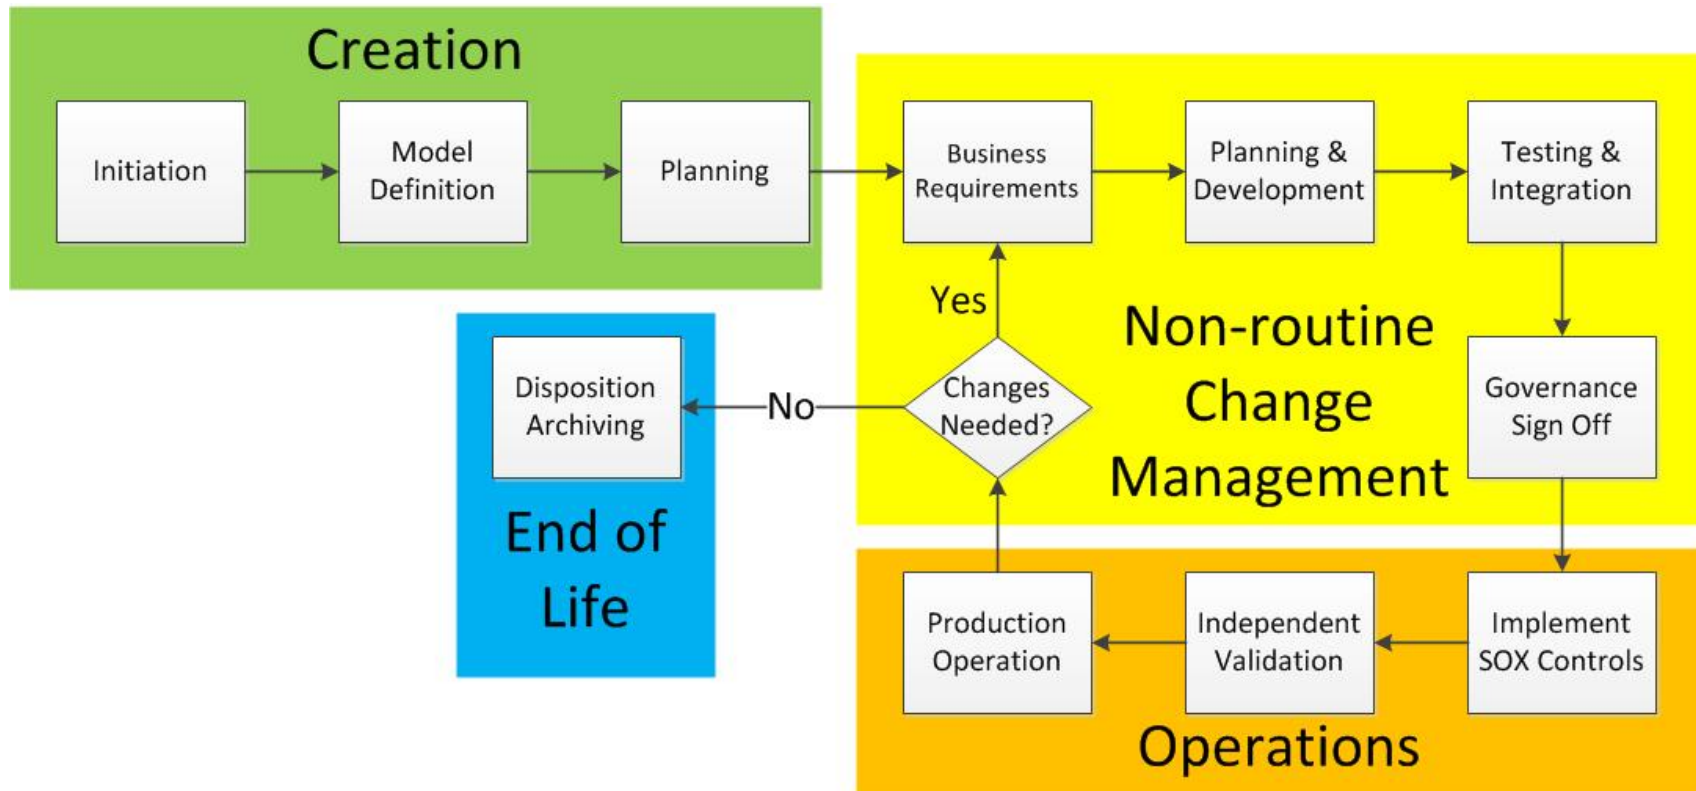 Creation
Initiation
Model
Definition
Planning
Business
Requirements
Planning &
Development
Testing &
Integration
Yes
Non-routine
Change
Management
Governance
Sign Off
Changes
Needed?
No
Disposition
Archiving
End of
Life
Production
Operation
Independent
Validation
Implement
SOX Controls
Operations